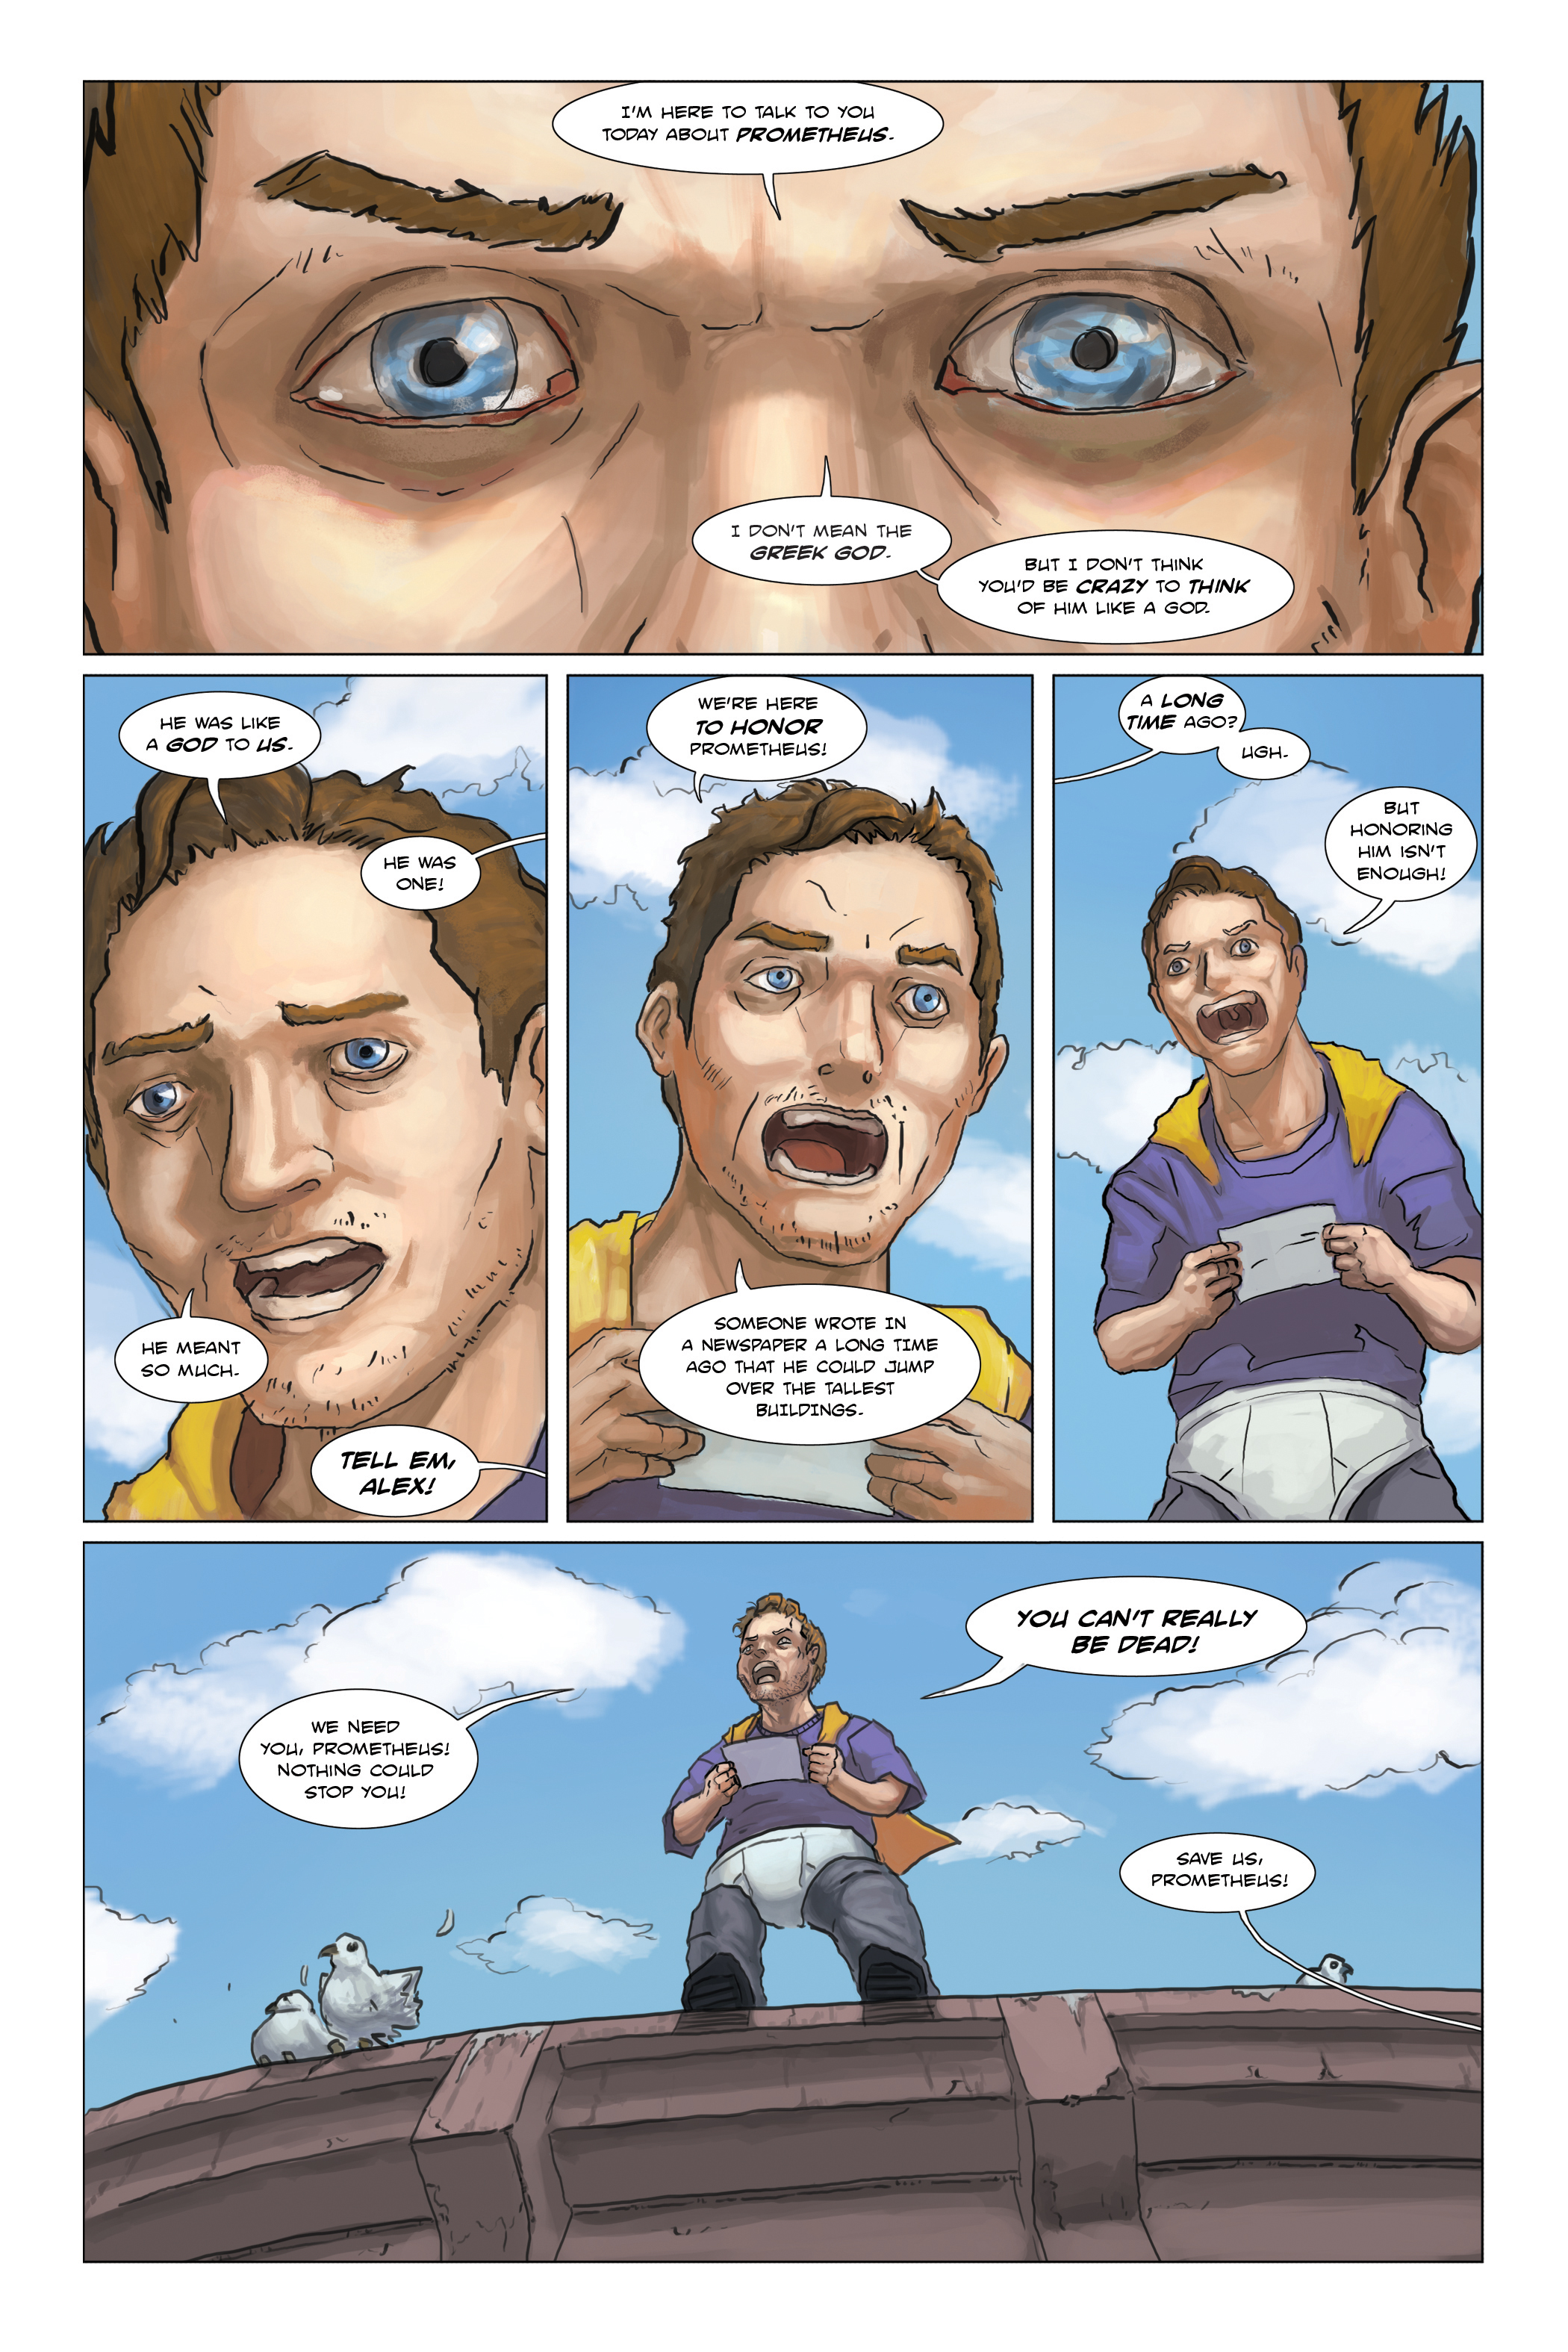 I'M HERE TO TALK TO YOU
TODAY ABOUT PROMETHEUS.
I DON'T MEAN THE
GREEK GOD.
BUT I DON'T THINK
YOU'D BE CRAZY TO THINK
OF HIM LIKE A GOD.
HE WAS LIKE
A GOD TO US.
HE WAS
ONE!
HE MEANT
SO MUCH.
TELL EM,
ALEX!
WE'RE HERE
TO HONOR
PROMETHEUS!
SOMEONE WROTE IN
A NEWSPAPER A LONG TIME
AGO THAT HE COULD JUMP
OVER THE TALLEST
BUILDINGS.
A LONG
TIME AGO?
UGH.
BUT
HONORING
HIM ISN'T
ENOUGH!
WE NEED
YOU, PROMETHEUS!
NOTHING COULD
STOP YOU!
YOU CAN'T REALLY
BE DEAD!
SAVE US,
PROMETHEUS!